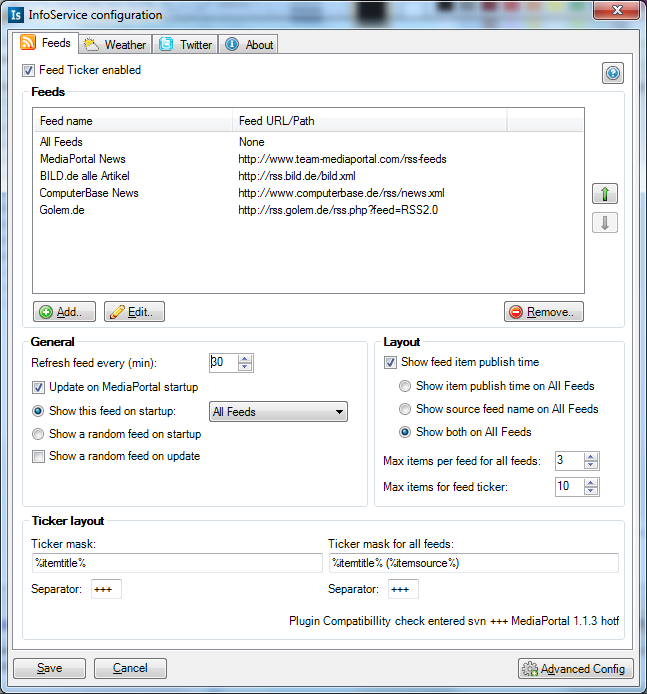 Is InfoService configuration
Feeds Weather Twitter About
Feed Ticker enabled
Feeds
Feed name Feed URL/Path
All Feeds None
MediaPortal News http://www.team-mediaportal.com/rss-feeds
BILD.de alle Artikel http://rss.bild.de/bild.xml
ComputerBase News http://www.computerbase.de/rss/news.xml
Golem.de http://rss.golem.de/rss.php?feed=RSS2.0
Add.. Edit.. Remove..
General
Refresh feed every (min): 30
Update on MediaPortal startup
Show this feed on startup: All Feeds
Show a random feed on startup
Show a random feed on update
Layout
Show feed item publish time
Show item publish time on All Feeds
Show source feed name on All Feeds
Show both on All Feeds
Max items per feed for all feeds: 3
Max items for feed ticker: 10
Ticker layout
Ticker mask: Ticker mask for all feeds:
%itemtitle% %itemtitle% (%itemsource%)
Separator: +++ Separator: +++
Plugin Compatibillity check entered svn +++ MediaPortal 1.1.3 hotf
Save Cancel Advanced Config